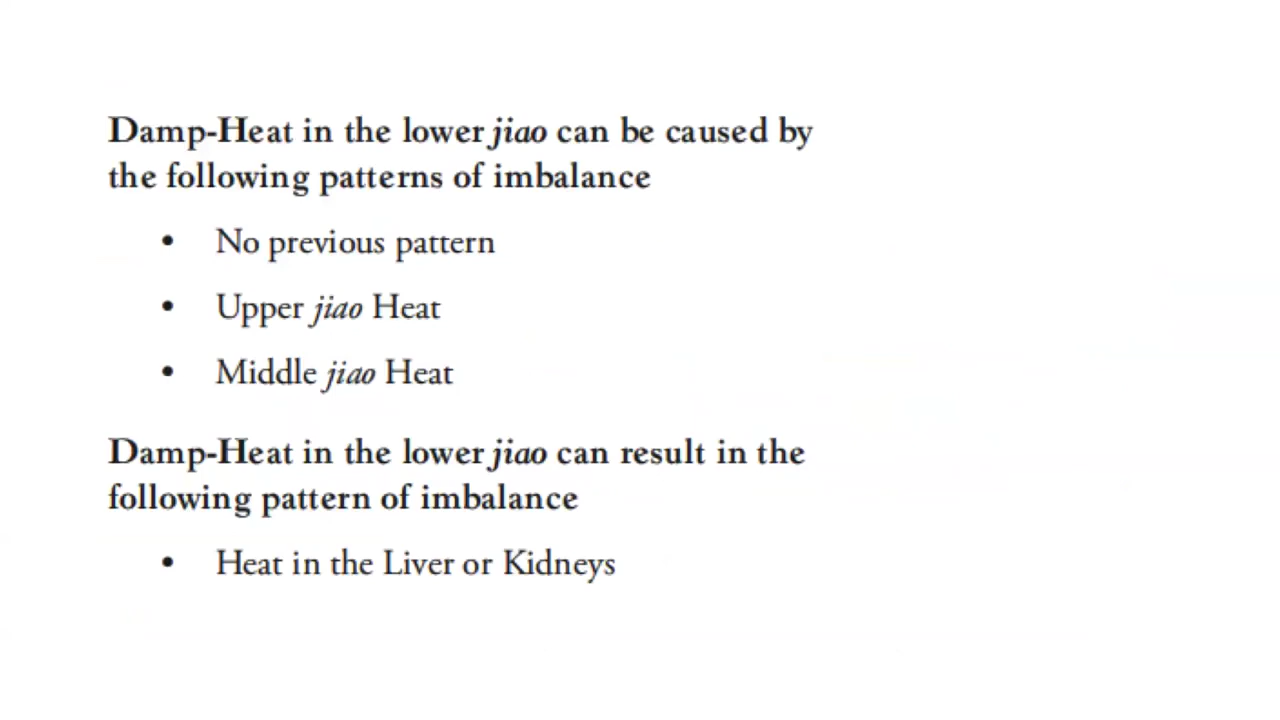 Damp-Heat in the lower jiao can be caused by
the following patterns of imbalance
• No previous pattern
• Upper jiao Heat
• Middle jiao Heat
Damp-Heat in the lower jiao can result in the
following pattern of imbalance
• Heat in the Liver or Kidneys